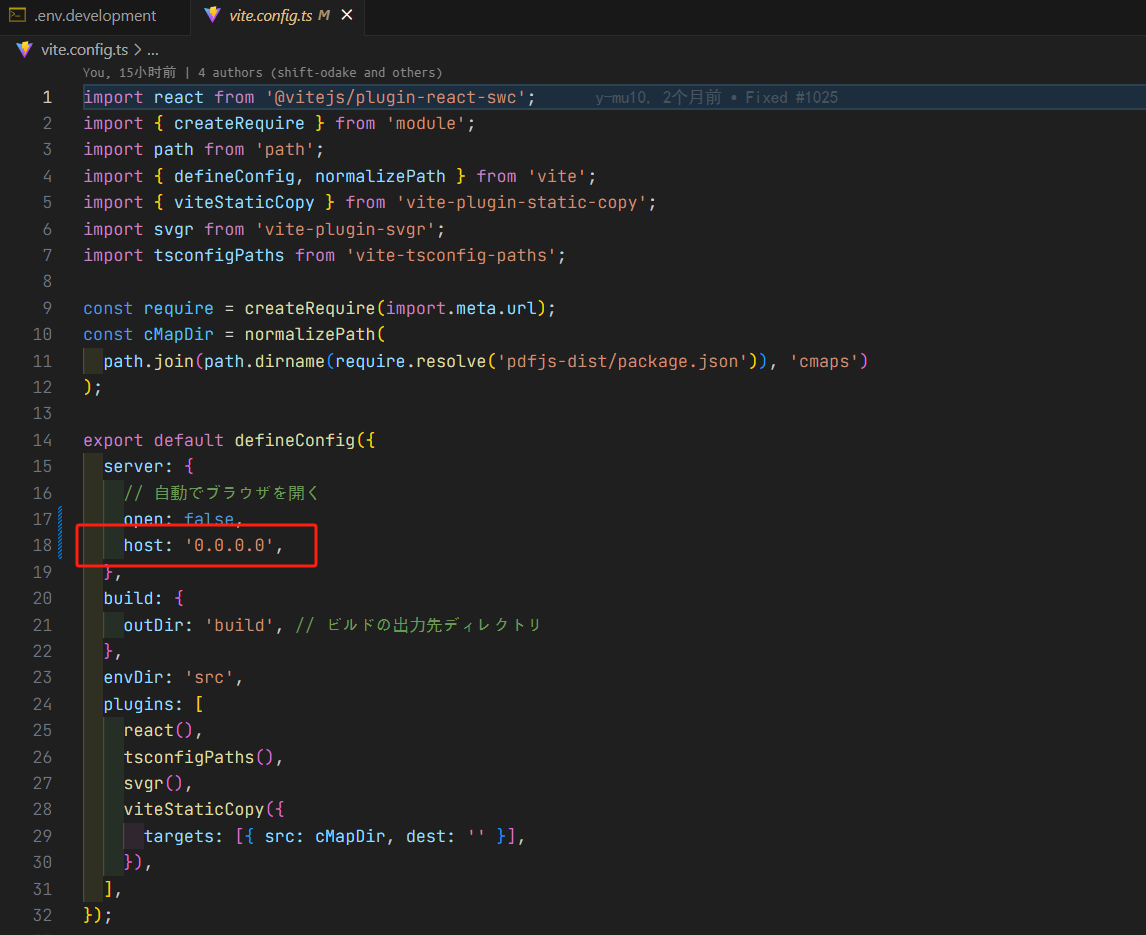 .env.development
vite.config.ts M
vite.config.ts > ...
You, 15小时前 | 4 authors (shift-odake and others)
1 import react from '@vitejs/plugin-react-swc'; y-mu10, 2个月前 • Fixed #1025
2 import { createRequire } from 'module';
3 import path from 'path';
4 import { defineConfig, normalizePath } from 'vite';
5 import { viteStaticCopy } from 'vite-plugin-static-copy';
6 import svgr from 'vite-plugin-svgr';
7 import tsconfigPaths from 'vite-tsconfig-paths';
8
9 const require = createRequire(import.meta.url);
10 const cMapDir = normalizePath(
11 path.join(path.dirname(require.resolve('pdfjs-dist/package.json')), 'cmaps')
12 );
13
14 export default defineConfig({
15 server: {
16 // 自動でブラウザを開く
17 open: false,
18 host: '0.0.0.0',
19 },
20 build: {
21 outDir: 'build', // ビルドの出力先ディレクトリ
22 },
23 envDir: 'src',
24 plugins: [
25 react(),
26 tsconfigPaths(),
27 svgr(),
28 viteStaticCopy({
29 targets: [{ src: cMapDir, dest: '' }],
30 }),
31 ],
32 });